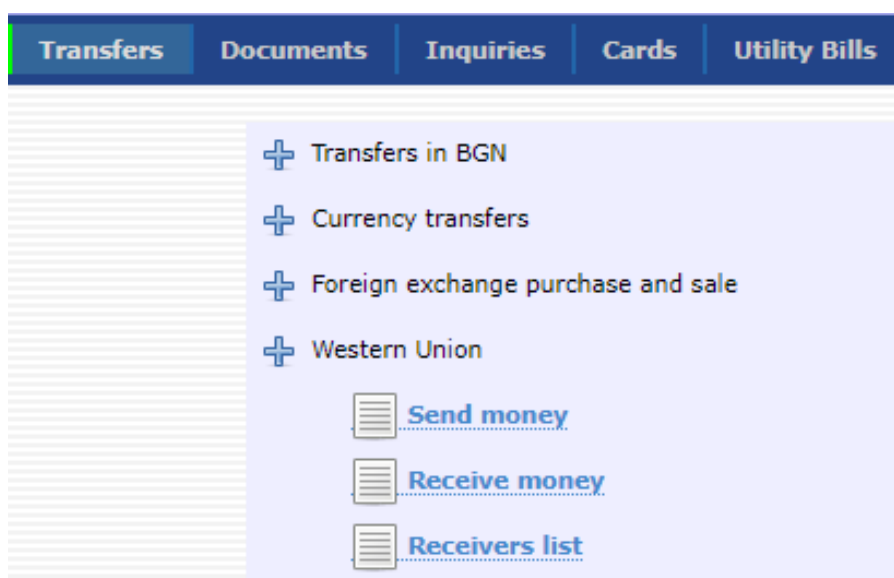 Transfers Documents Inquiries Cards Utility Bills
Transfers in BGN
Currency transfers
Foreign exchange purchase and sale
Western Union
Send money
Receive money
Receivers list